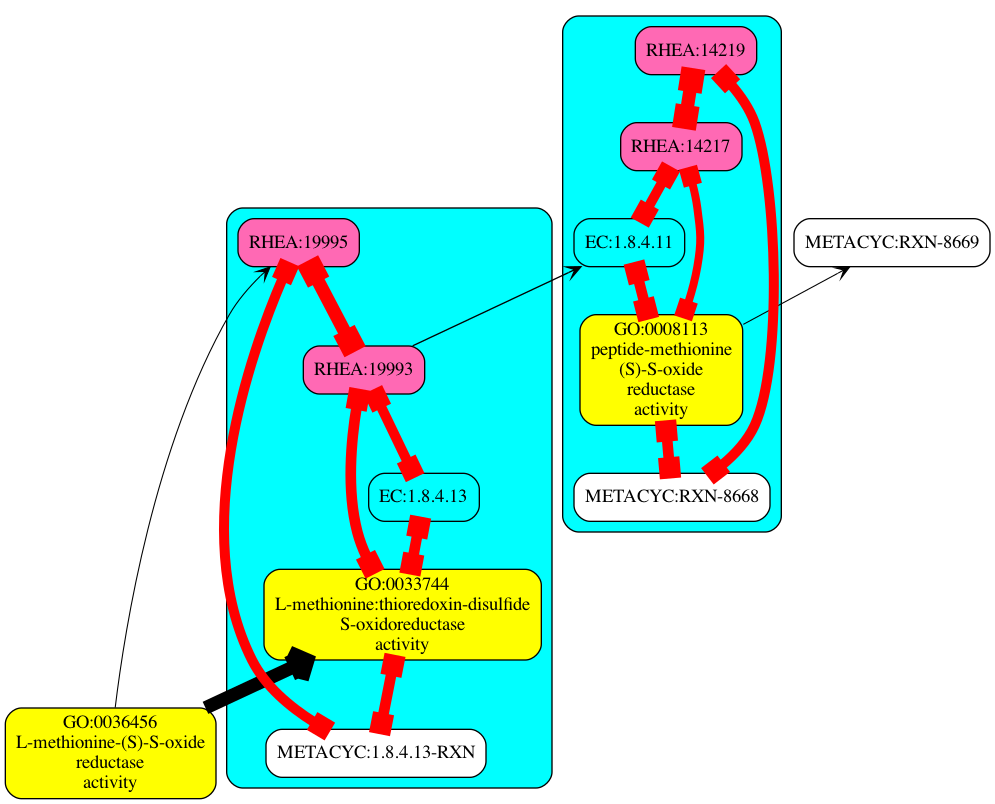 RHEA:14219
RHEA:14217
RHEA:19995
EC:1.8.4.11
METACYC:RXN-8669
GO:0008113
peptide-methionine
(S)-S-oxide
reductase
activity
RHEA:19993
EC:1.8.4.13
METACYC:RXN-8668
GO:0033744
L-methionine:thioredoxin-disulfide
S-oxidoreductase
activity
GO:0036456
L-methionine-(S)-S-oxide
reductase
activity
METACYC:1.8.4.13-RXN